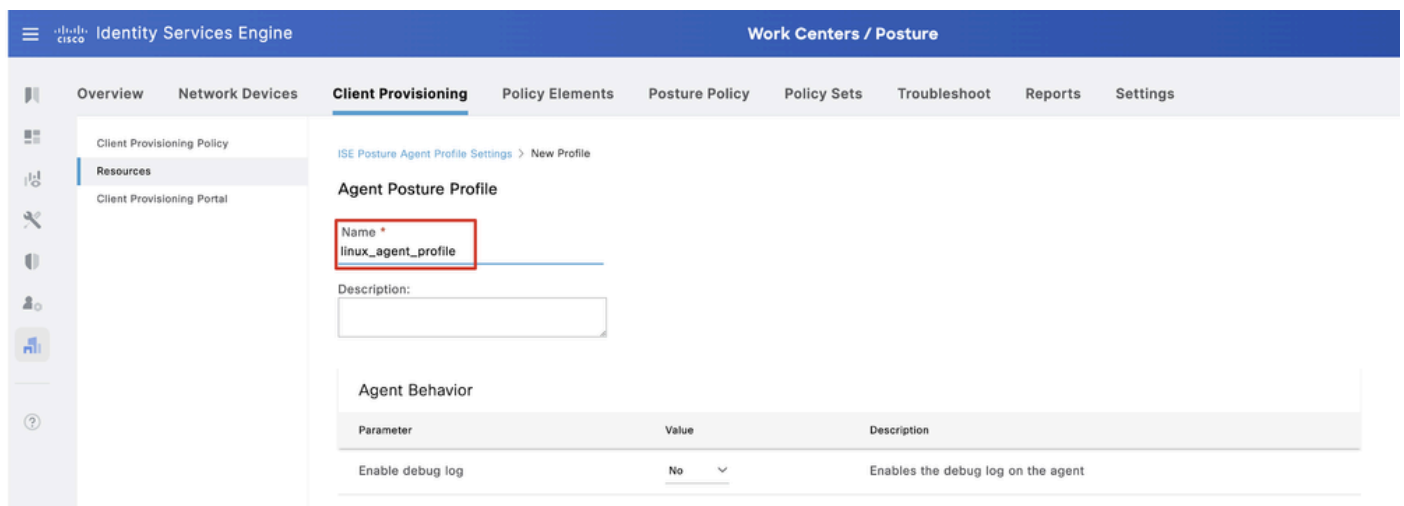 cisco Identity Services Engine
Work Centers / Posture
Overview Network Devices Client Provisioning Policy Elements Posture Policy Policy Sets Troubleshoot Reports Settings
Client Provisioning Policy
Resources
Client Provisioning Portal
ISE Posture Agent Profile Settings > New Profile
Agent Posture Profile
Name *
linux_agent_profile
Description:
Agent Behavior
Parameter Value Description
Enable debug log No Enables the debug log on the agent